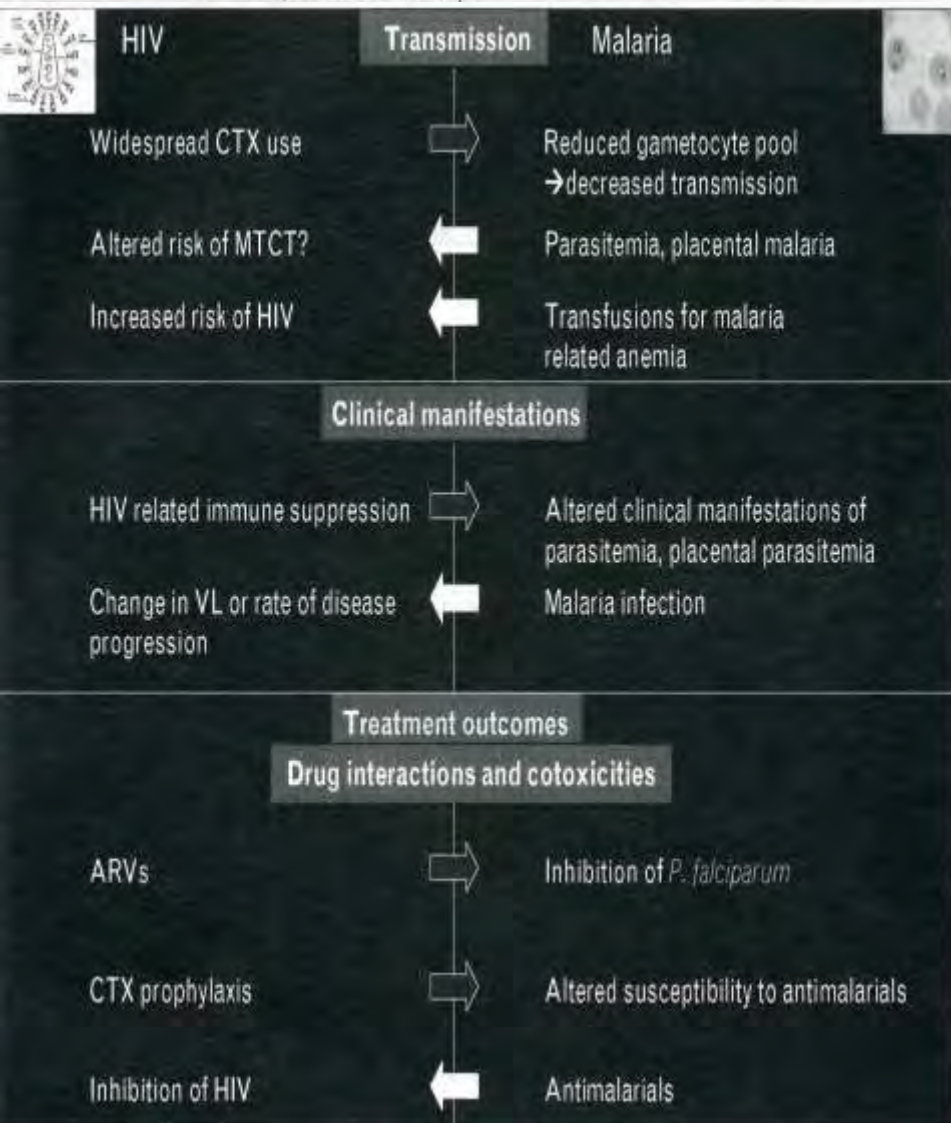 HIV
Transmission
Malaria
Widespread CTX use
Reduced gametocyte pool
→decreased transmission
Altered risk of MTCT?
Parasitemia, placental malaria
Increased risk of HIV
Transfusions for malaria
related anemia
Clinical manifestations
HIV related immune suppression
Altered clinical manifestations of
parasitemia, placental parasitemia
Change in VL or rate of disease
progression
Malaria infection
Treatment outcomes
Drug interactions and cotoxicities
ARVs
Inhibition of P. falciparum
CTX prophylaxis
Altered susceptibility to antimalarials
Inhibition of HIV
Antimalarials